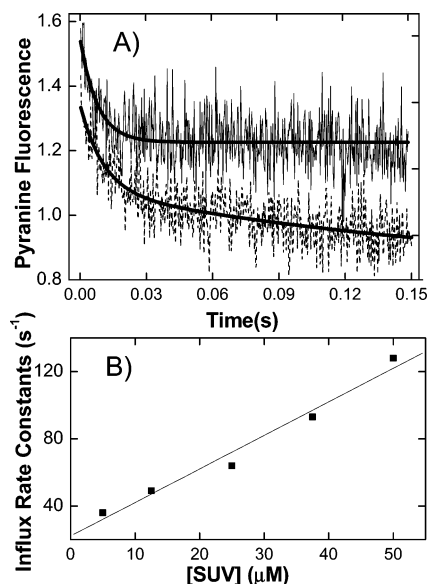 A)
Pyranine Fluorescence
1.6
1.4
1.2
1.0
0.8
0.00 0.03 0.06 0.09 0.12 0.15
Time(s)
B)
Influx Rate Constants (s⁻¹)
120
80
40
0 10 20 30 40 50
[SUV] (μM)